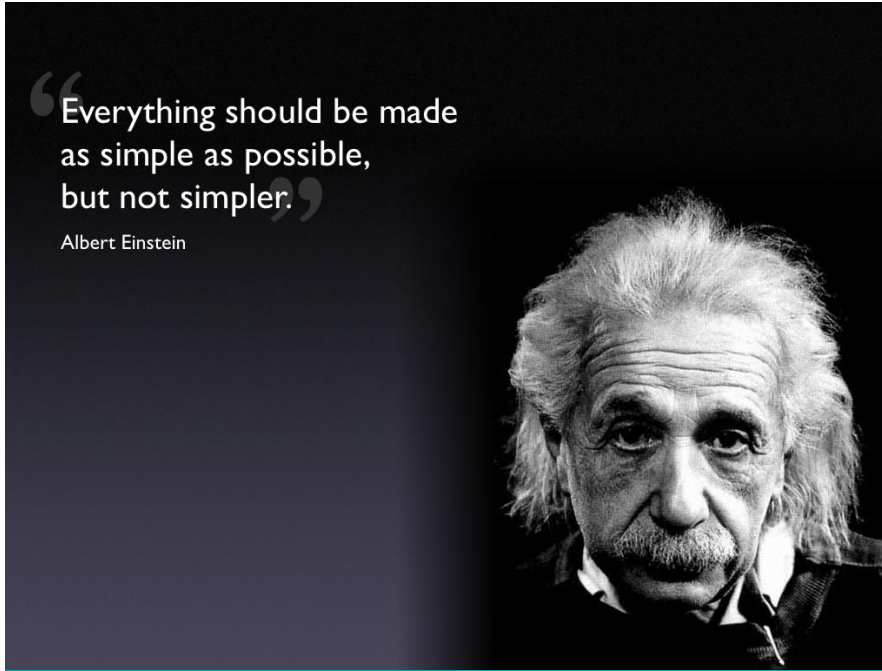 “Everything should be made
as simple as possible,
but not simpler.”
Albert Einstein